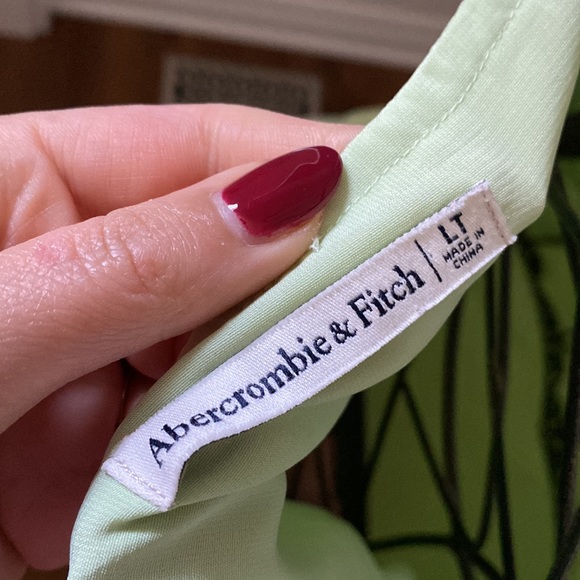 Abercrombie & Fitch
LT
MADE IN
CHINA